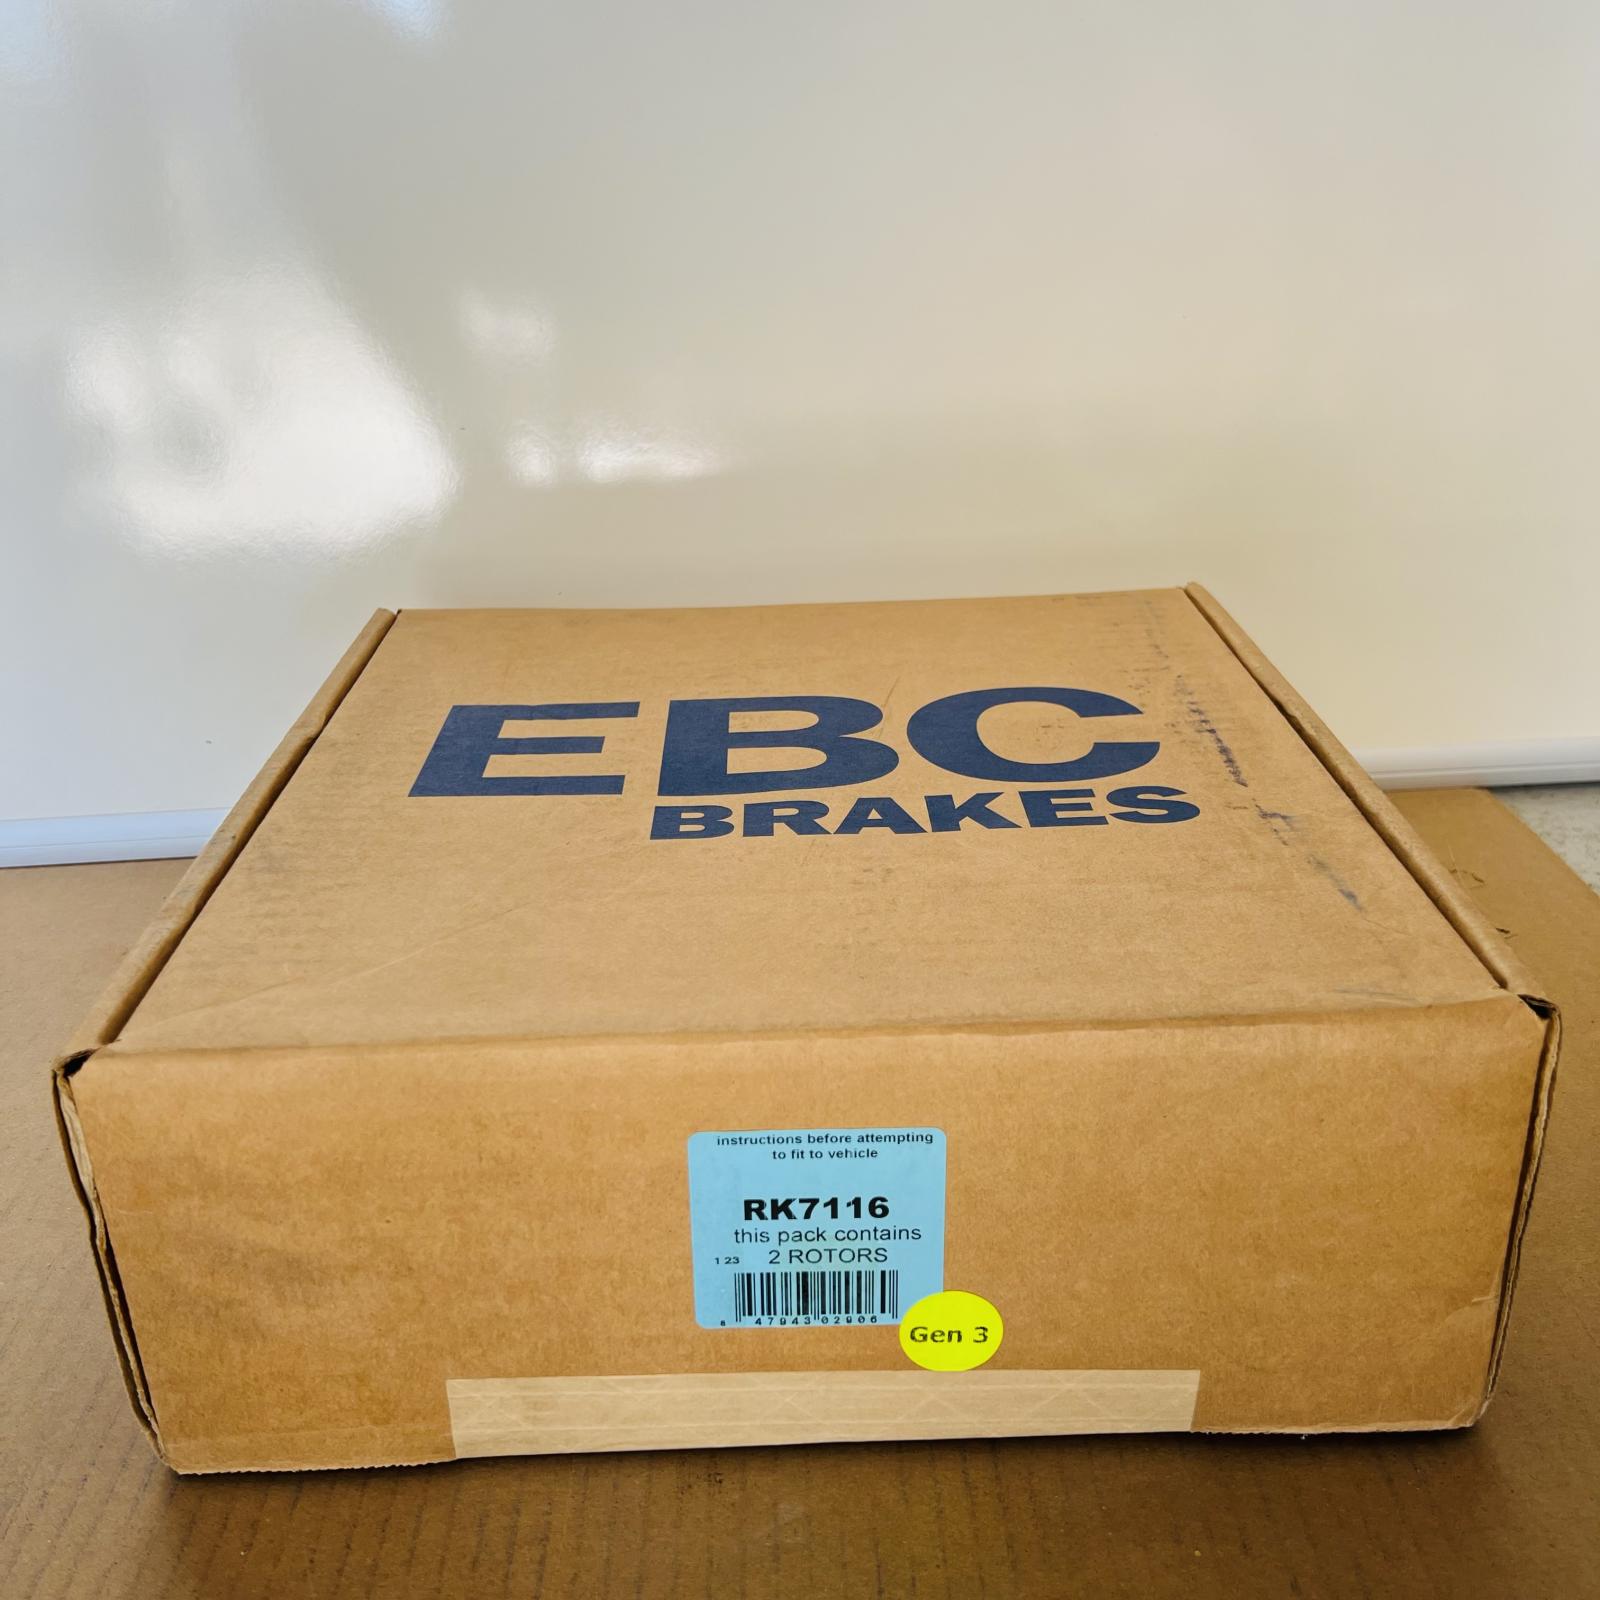 EBC
BRAKES
instructions before attempting
to fit to vehicle
RK7116
this pack contains
1 23 2 ROTORS
8 47943 02906
Gen 3